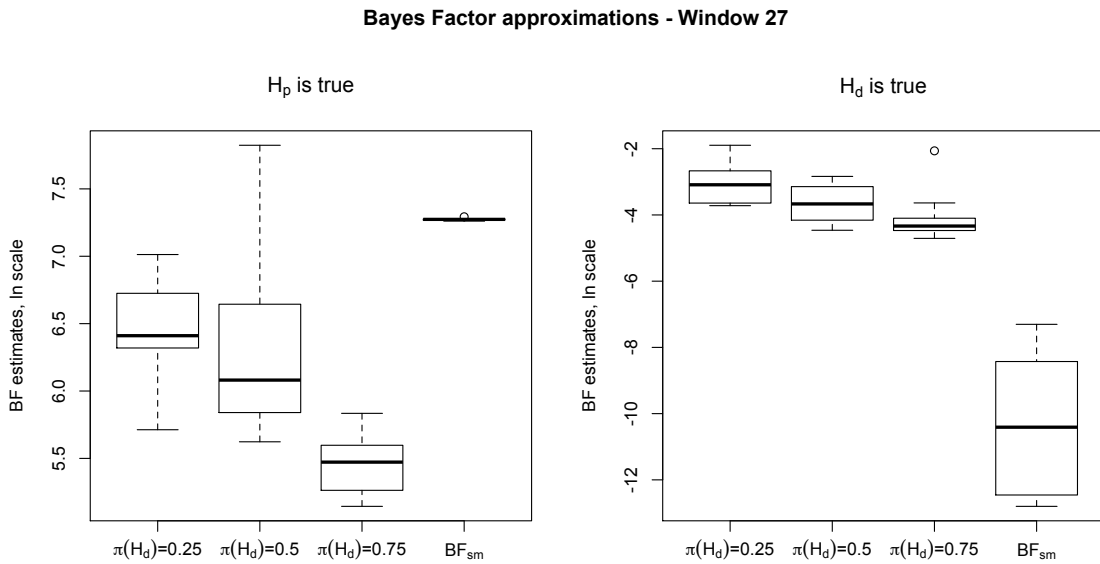 Bayes Factor approximations - Window 27
Hp is true
BF estimates, ln scale
7.5
7.0
6.5
6.0
5.5
π(Hd)=0.25 π(Hd)=0.5 π(Hd)=0.75 BFsm
Hd is true
BF estimates, ln scale
-2
-4
-6
-8
-10
-12
π(Hd)=0.25 π(Hd)=0.5 π(Hd)=0.75 BFsm